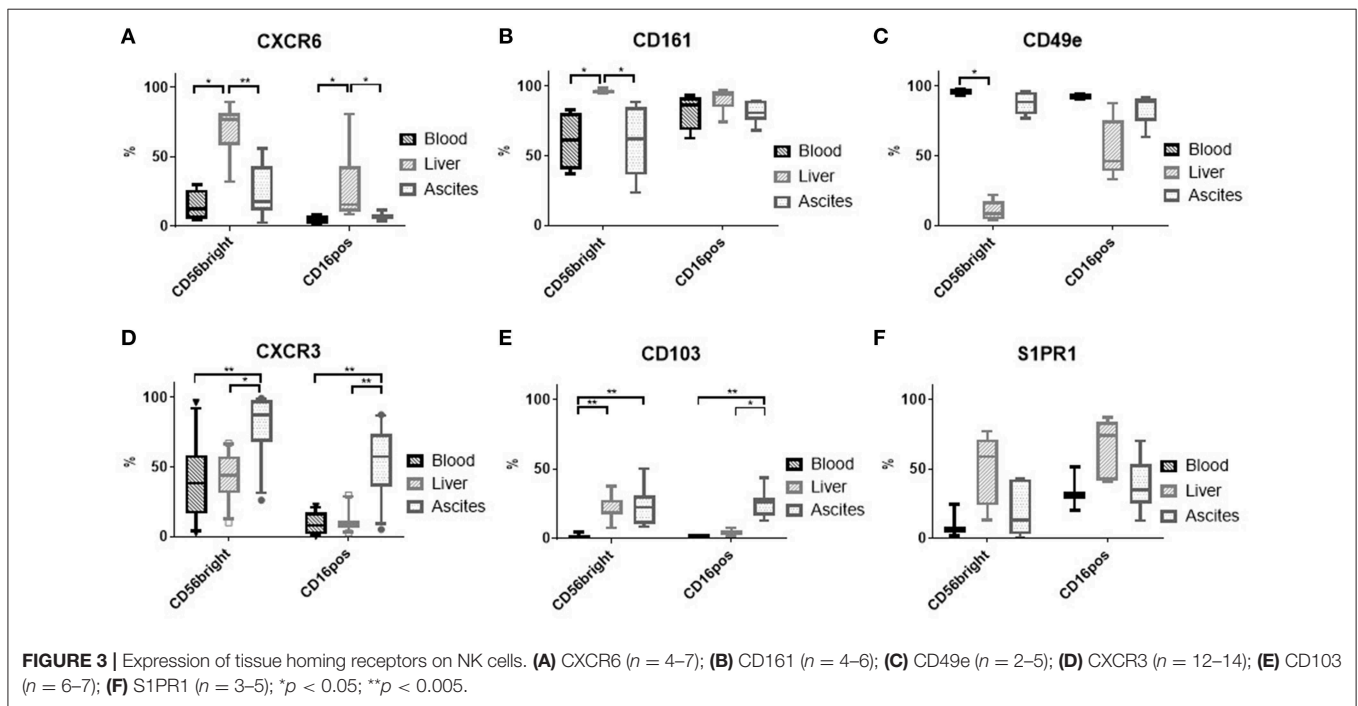 A
CXCR6
* ** * *
100
50
0
%
Blood
Liver
Ascites
CD56bright
CD16pos
B
CD161
* *
100
50
0
%
Blood
Liver
Ascites
CD56bright
CD16pos
C
CD49e
*
100
50
0
%
Blood
Liver
Ascites
CD56bright
CD16pos
D
CXCR3
** **
* **
100
50
0
%
Blood
Liver
Ascites
CD56bright
CD16pos
E
CD103
** **
** *
100
50
0
%
Blood
Liver
Ascites
CD56bright
CD16pos
F
S1PR1
100
50
0
%
Blood
Liver
Ascites
CD56bright
CD16pos
FIGURE 3 | Expression of tissue homing receptors on NK cells. (A) CXCR6 (n = 4–7); (B) CD161 (n = 4–6); (C) CD49e (n = 2–5); (D) CXCR3 (n = 12–14); (E) CD103
(n = 6–7); (F) S1PR1 (n = 3–5); *p < 0.05; **p < 0.005.